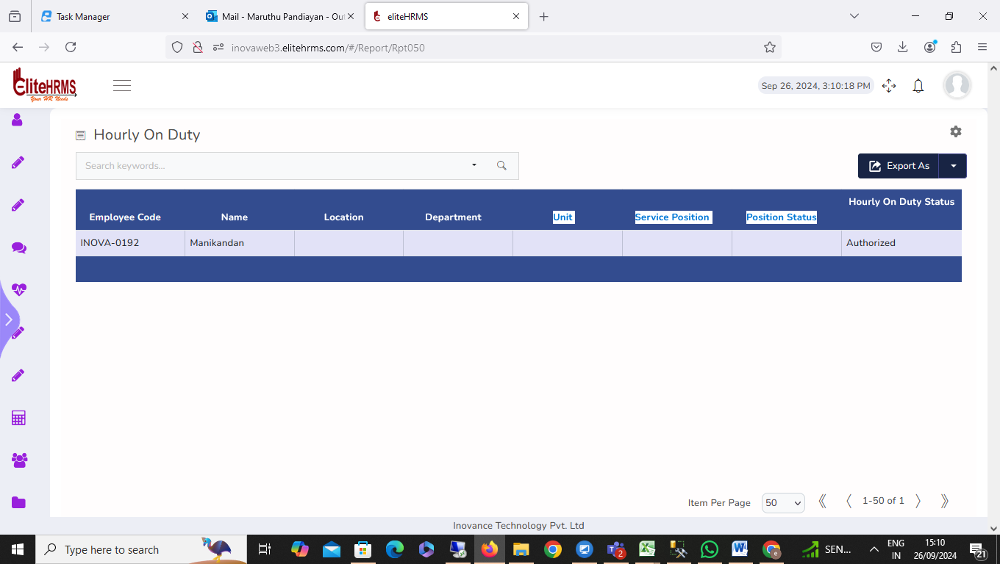 Task Manager
Mail - Maruthu Pandiayan - Out
eliteHRMS
inovaweb3.elitehrms.com/#/Report/Rpt050
EliteHRMS
Your HR Needs
Sep 26, 2024, 3:10:18 PM
Hourly On Duty
Search keywords...
Export As
Employee Code Name Location Department Unit Service Position Position Status Hourly On Duty Status
INOVA-0192 Manikandan Authorized
Item Per Page 50 1-50 of 1
Inovance Technology Pvt. Ltd
Type here to search
2
SEN...
ENG
IN
15:10
26/09/2024
21